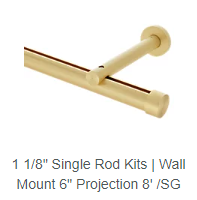 1 1/8" Single Rod Kits | Wall
Mount 6" Projection 8' /SG